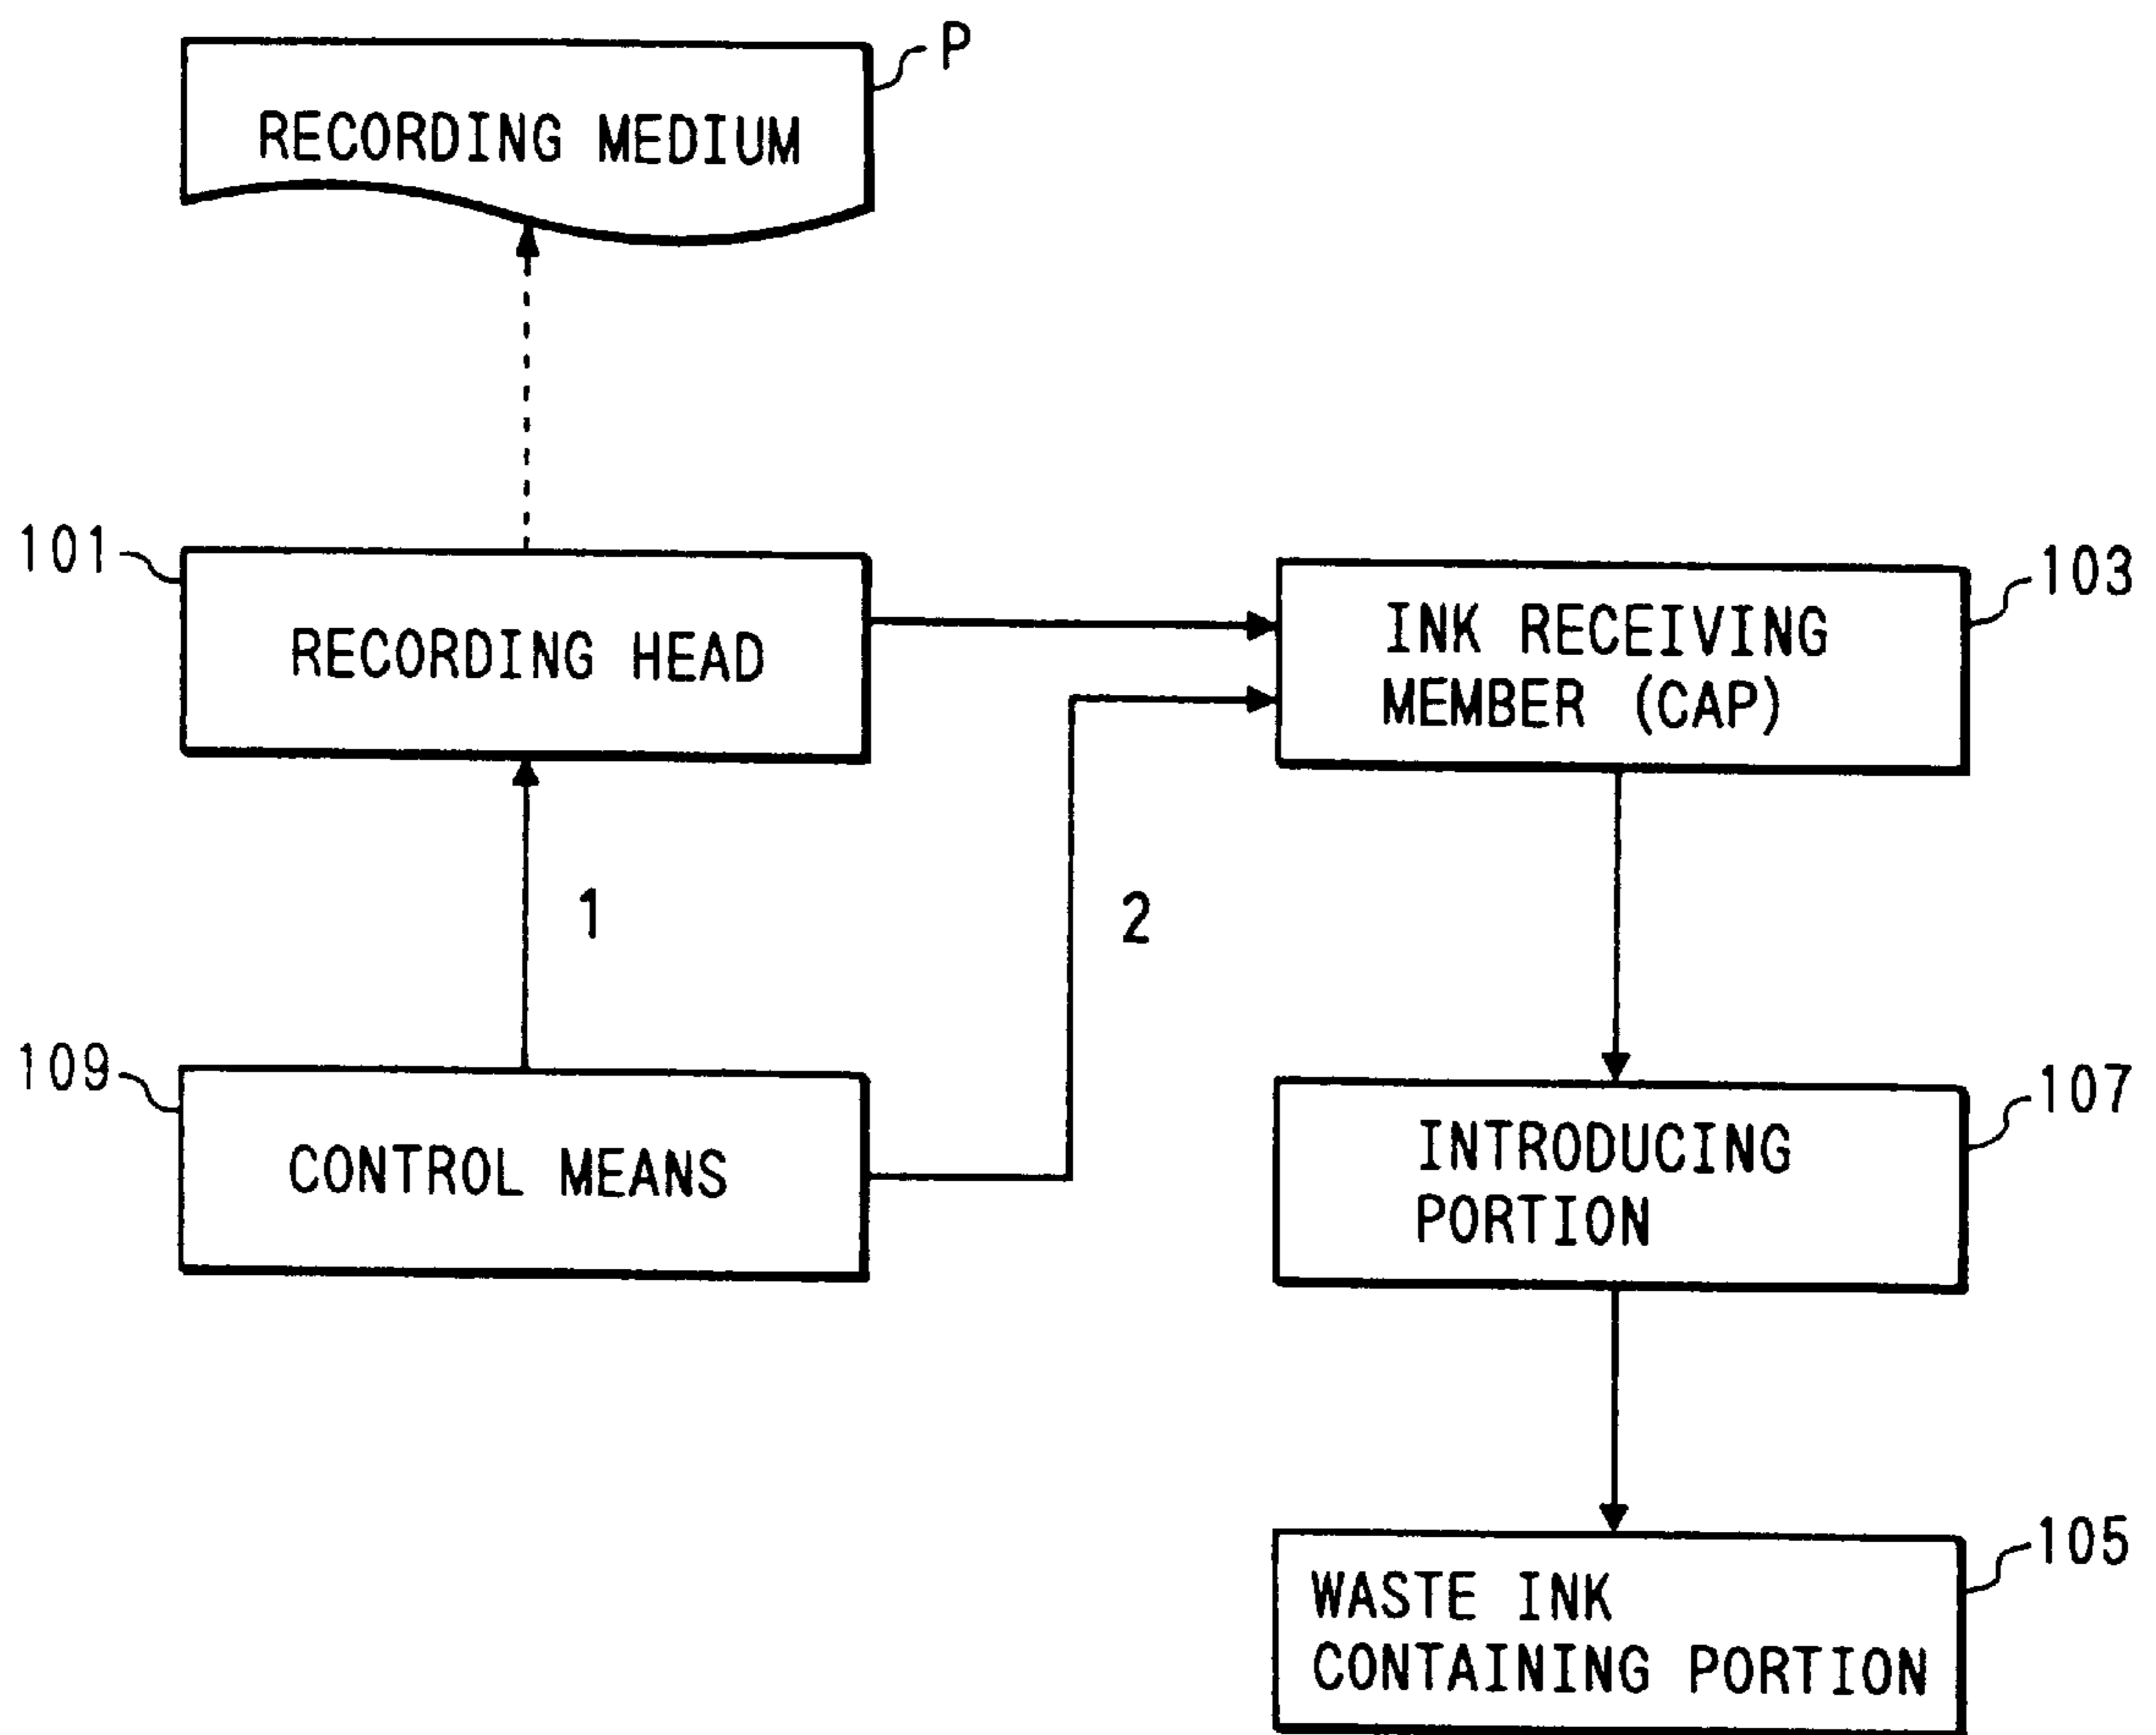 P
RECORDING MEDIUM
101
RECORDING HEAD
103
INK RECEIVING
MEMBER (CAP)
1
2
109
CONTROL MEANS
107
INTRODUCING
PORTION
105
WASTE INK
CONTAINING PORTION